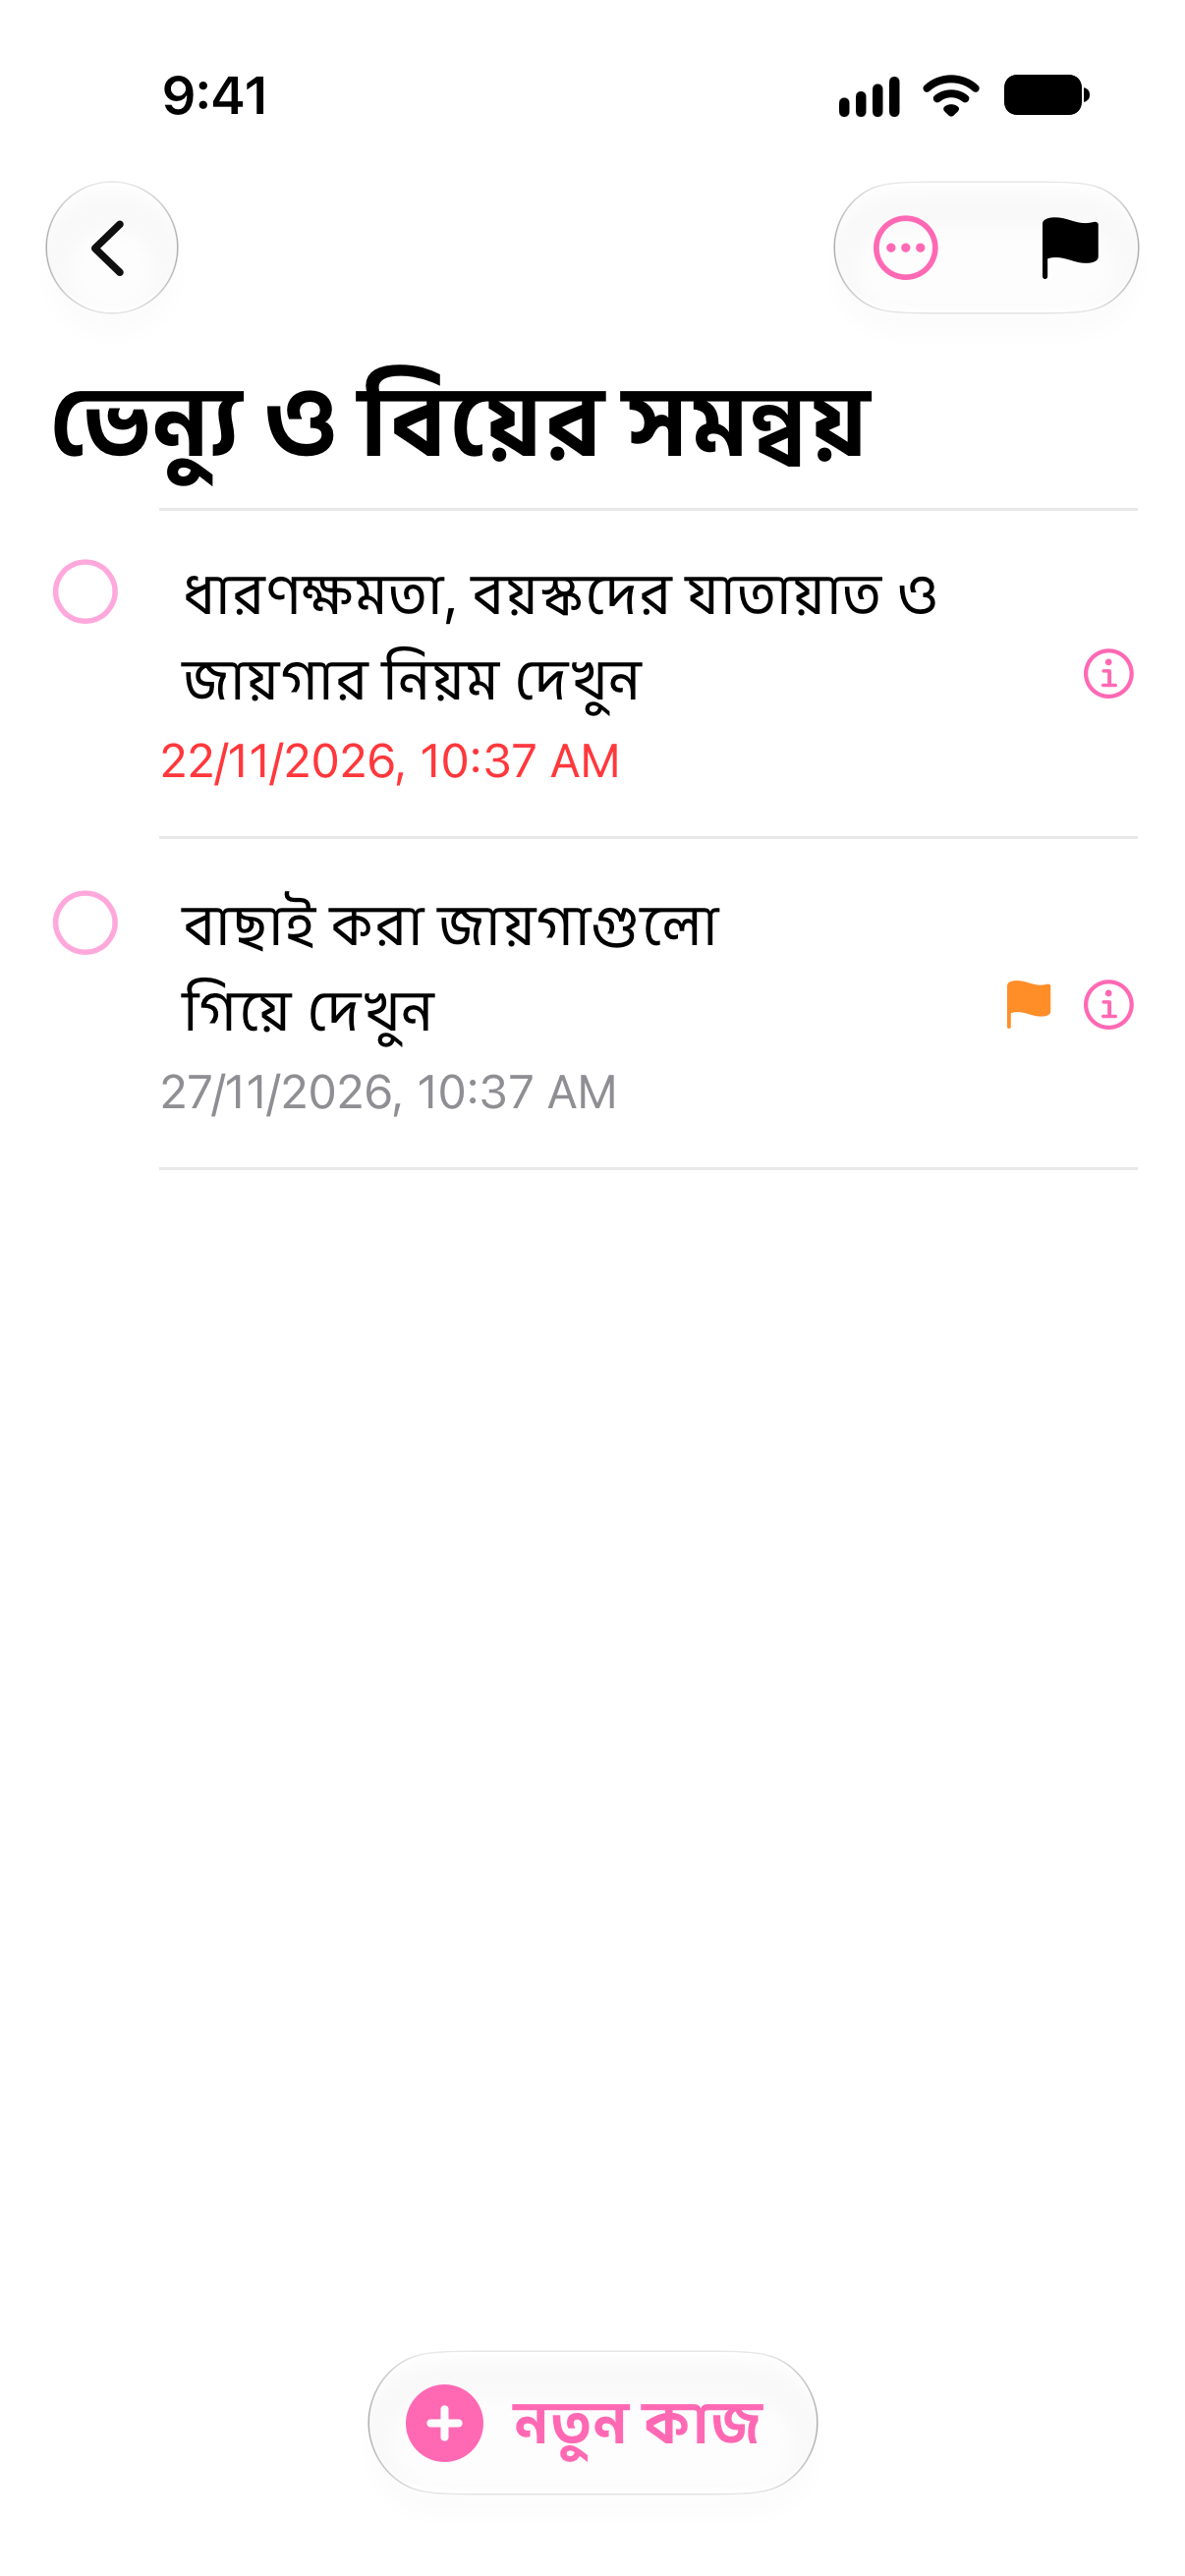 9:41
ভেন্যু ও বিয়ের সমন্বয়
ধারণক্ষমতা, বয়স্কদের যাতায়াত ও
জায়গার নিয়ম দেখুন
22/11/2026, 10:37 AM
বাছাই করা জায়গাগুলো
গিয়ে দেখুন
27/11/2026, 10:37 AM
নতুন কাজ